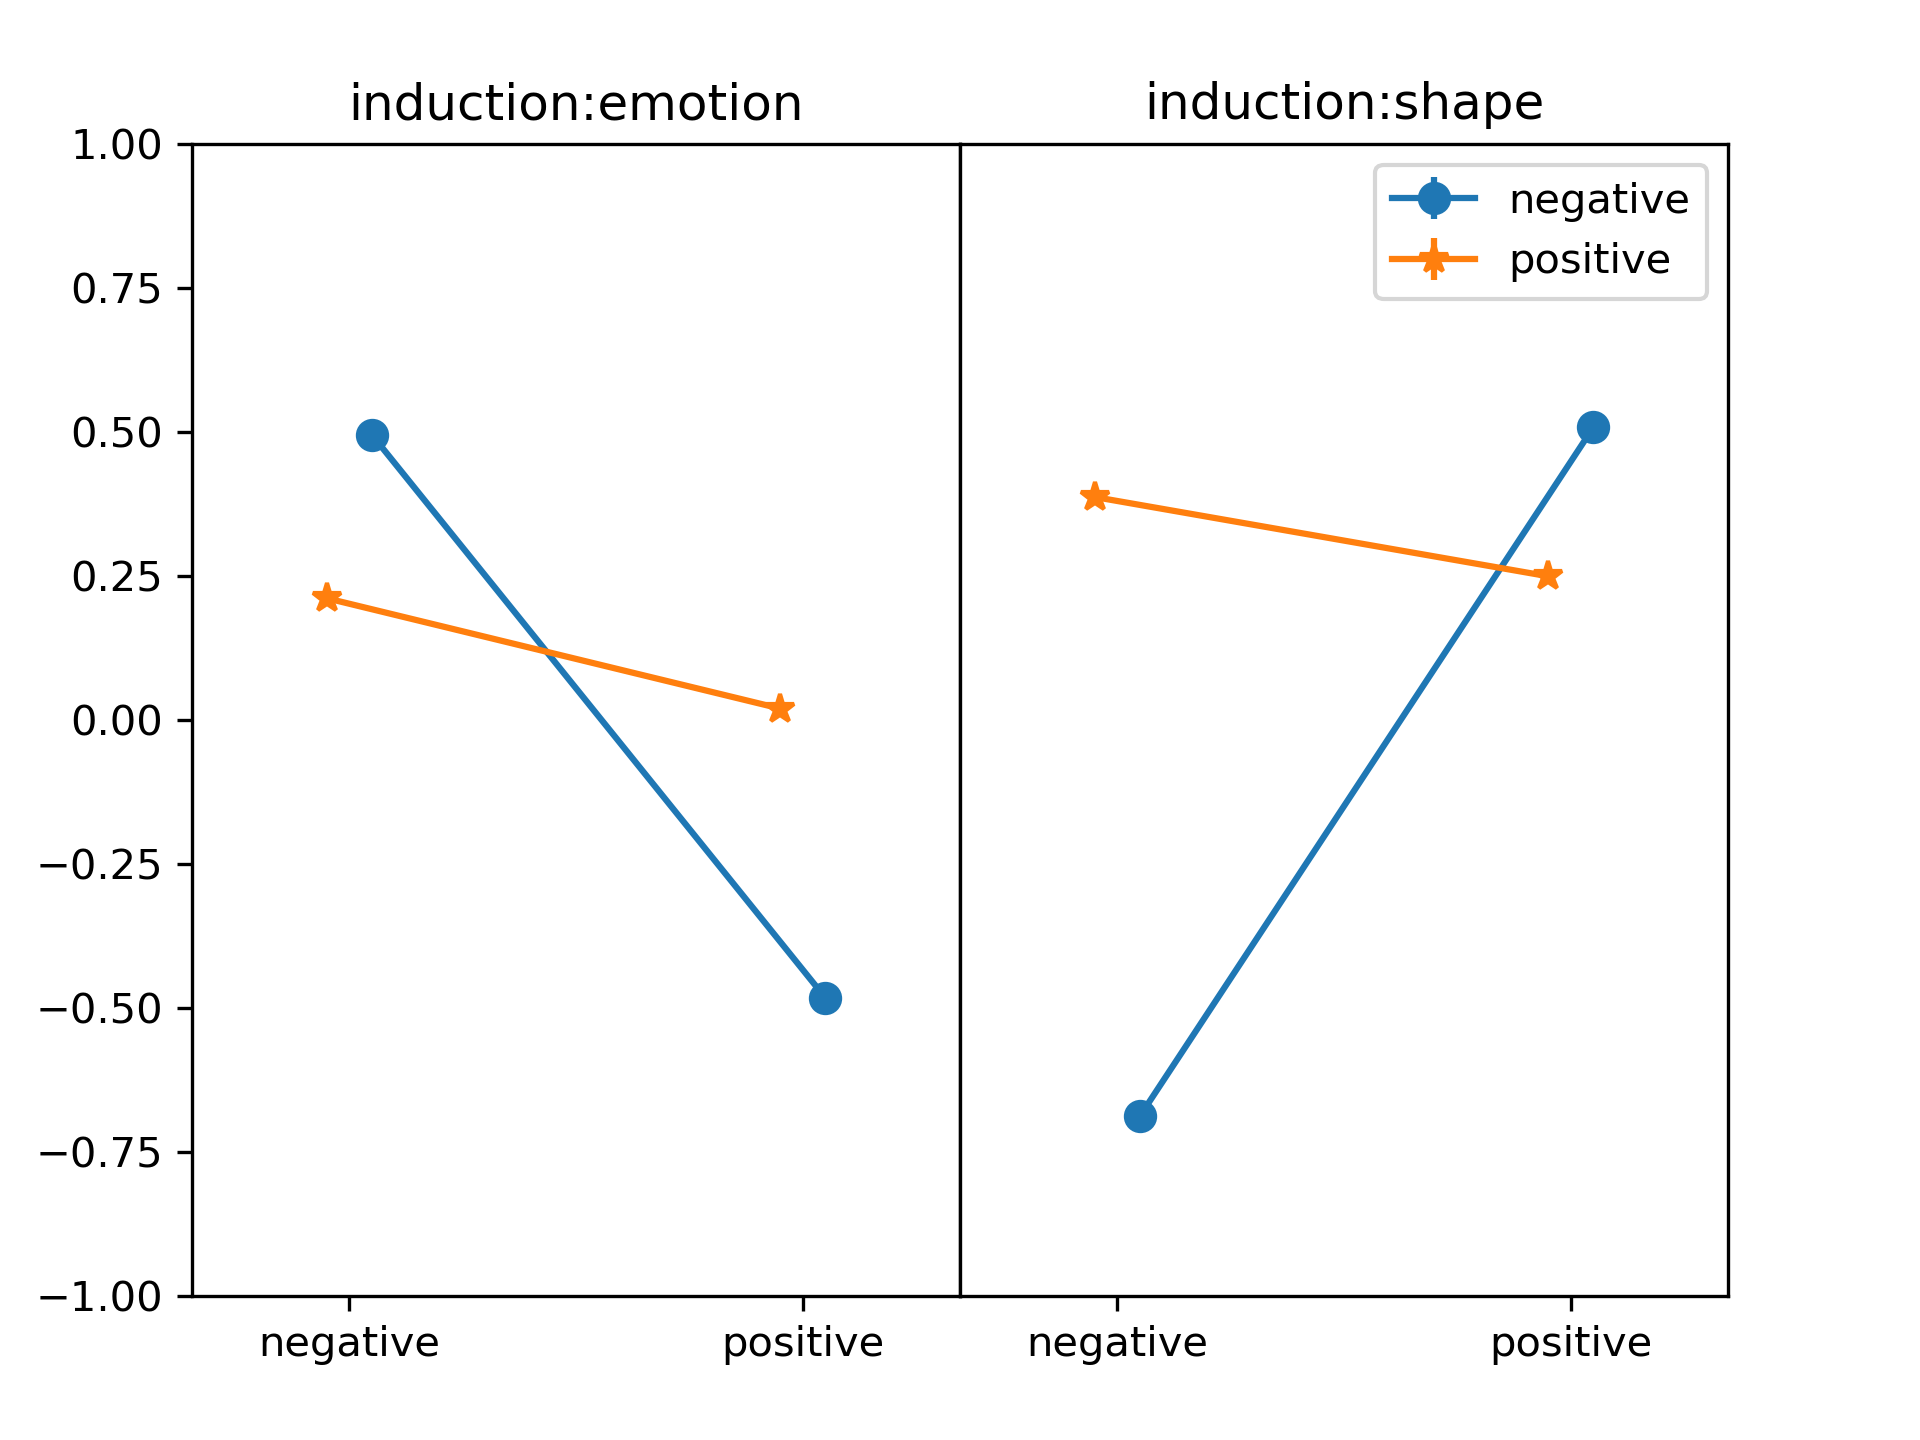 induction:emotion
induction:shape
1.00
0.75
0.50
0.25
0.00
−0.25
−0.50
−0.75
−1.00
negative
positive
negative
positive
negative
positive